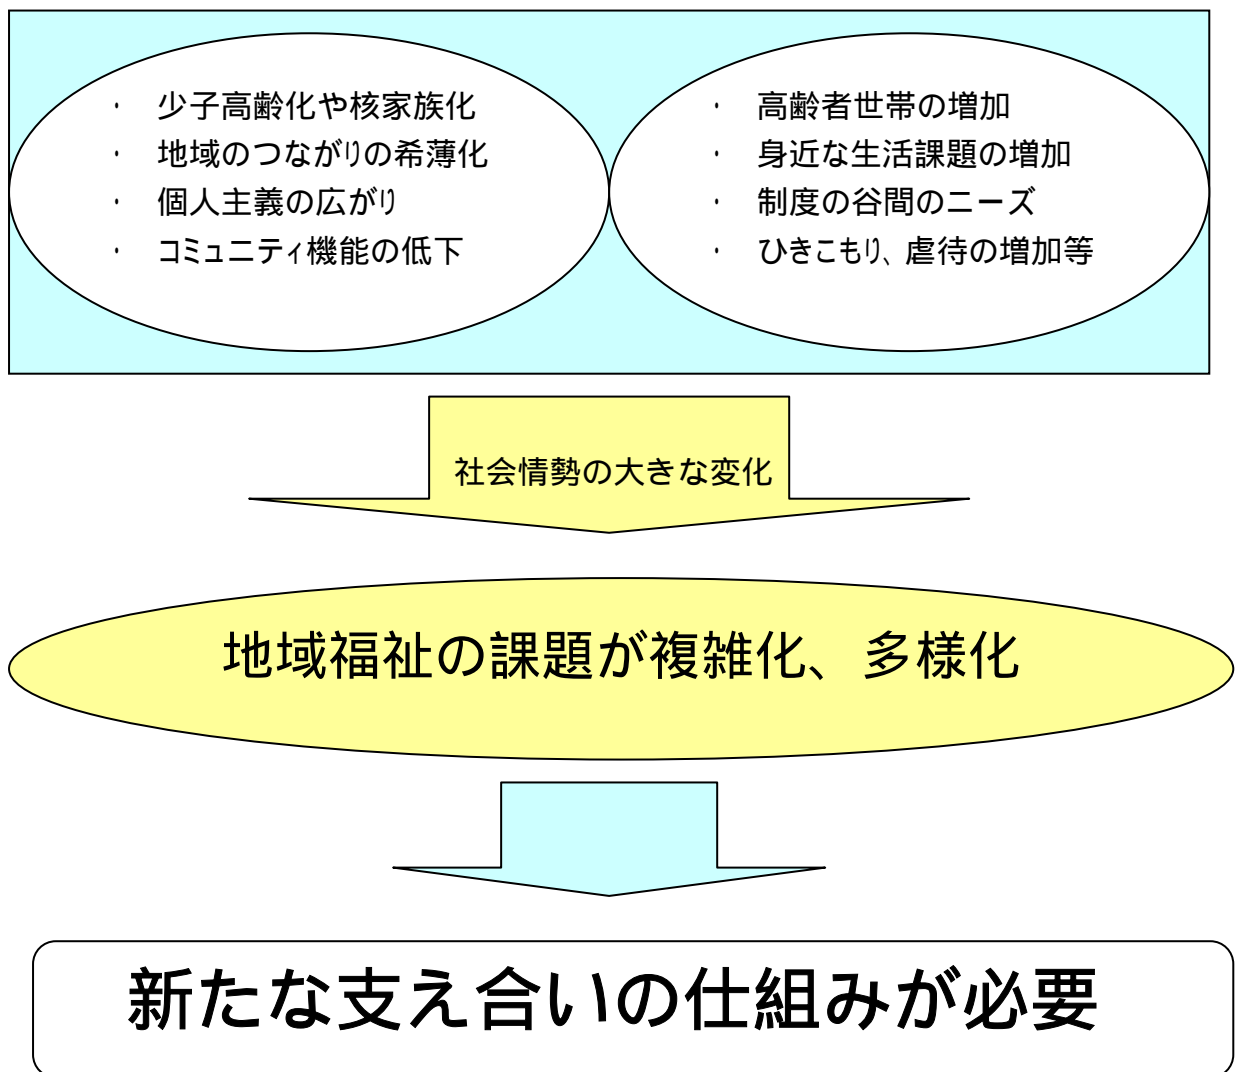 ・ 少子高齢化や核家族化
・ 地域のつながりの希薄化
・ 個人主義の広がり
・ コミュニティ機能の低下
・ 高齢者世帯の増加
・ 身近な生活課題の増加
・ 制度の谷間のニーズ
・ ひきこもり、虐待の増加等
社会情勢の大きな変化
地域福祉の課題が複雑化、多様化
新たな支え合いの仕組みが必要